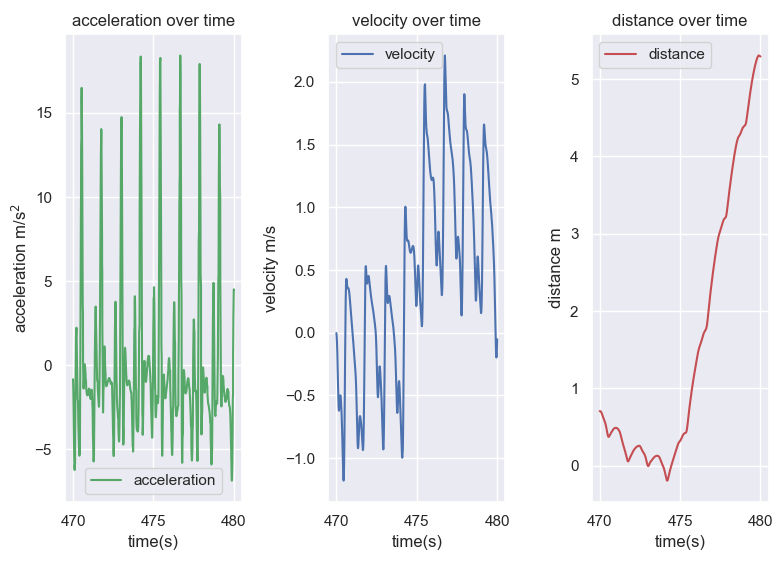 acceleration over time
acceleration m/s²
15
10
5
0
−5
acceleration
470
475
480
time(s)
velocity over time
velocity m/s
velocity
2.0
1.5
1.0
0.5
0.0
−0.5
−1.0
470
475
480
time(s)
distance over time
distance m
distance
5
4
3
2
1
0
470
475
480
time(s)